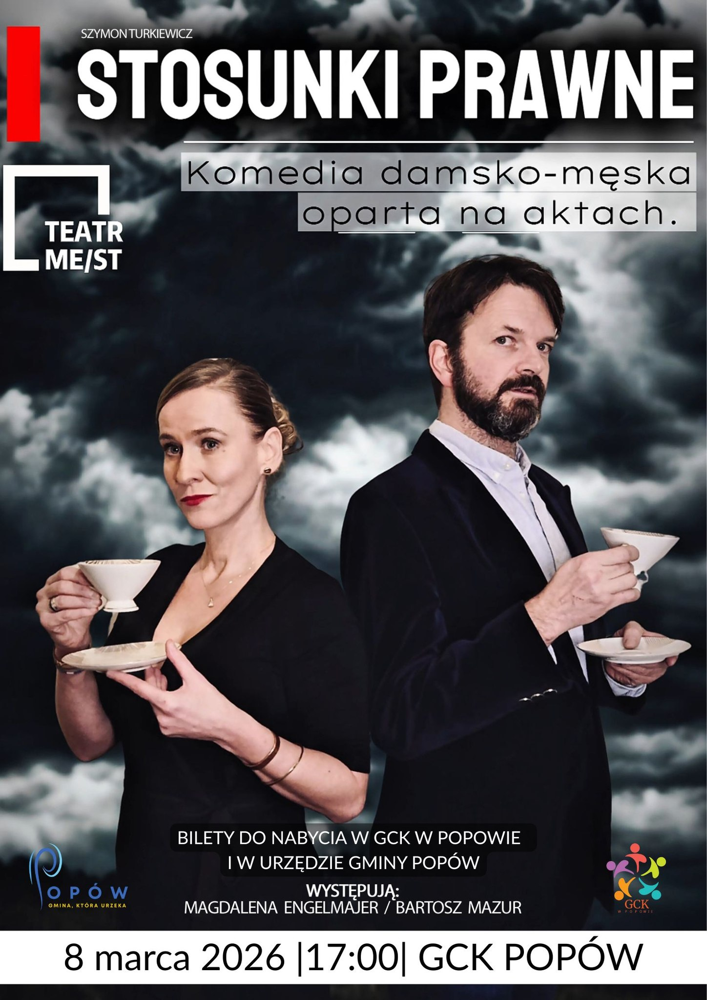 SZYMON TURKIEWICZ
STOSUNKI PRAWNE
Komedia damsko-męska
oparta na aktach.
TEATR
ME/ST
BILETY DO NABYCIA W GCK W POPOWIE
I W URZĘDZIE GMINY POPÓW
WYSTĘPUJĄ:
MAGDALENA ENGELMAJER / BARTOSZ MAZUR
POPÓW
GMINA, KTÓRA URZEKA
GCK
W POPOWIE
8 marca 2026 |17:00| GCK POPÓW